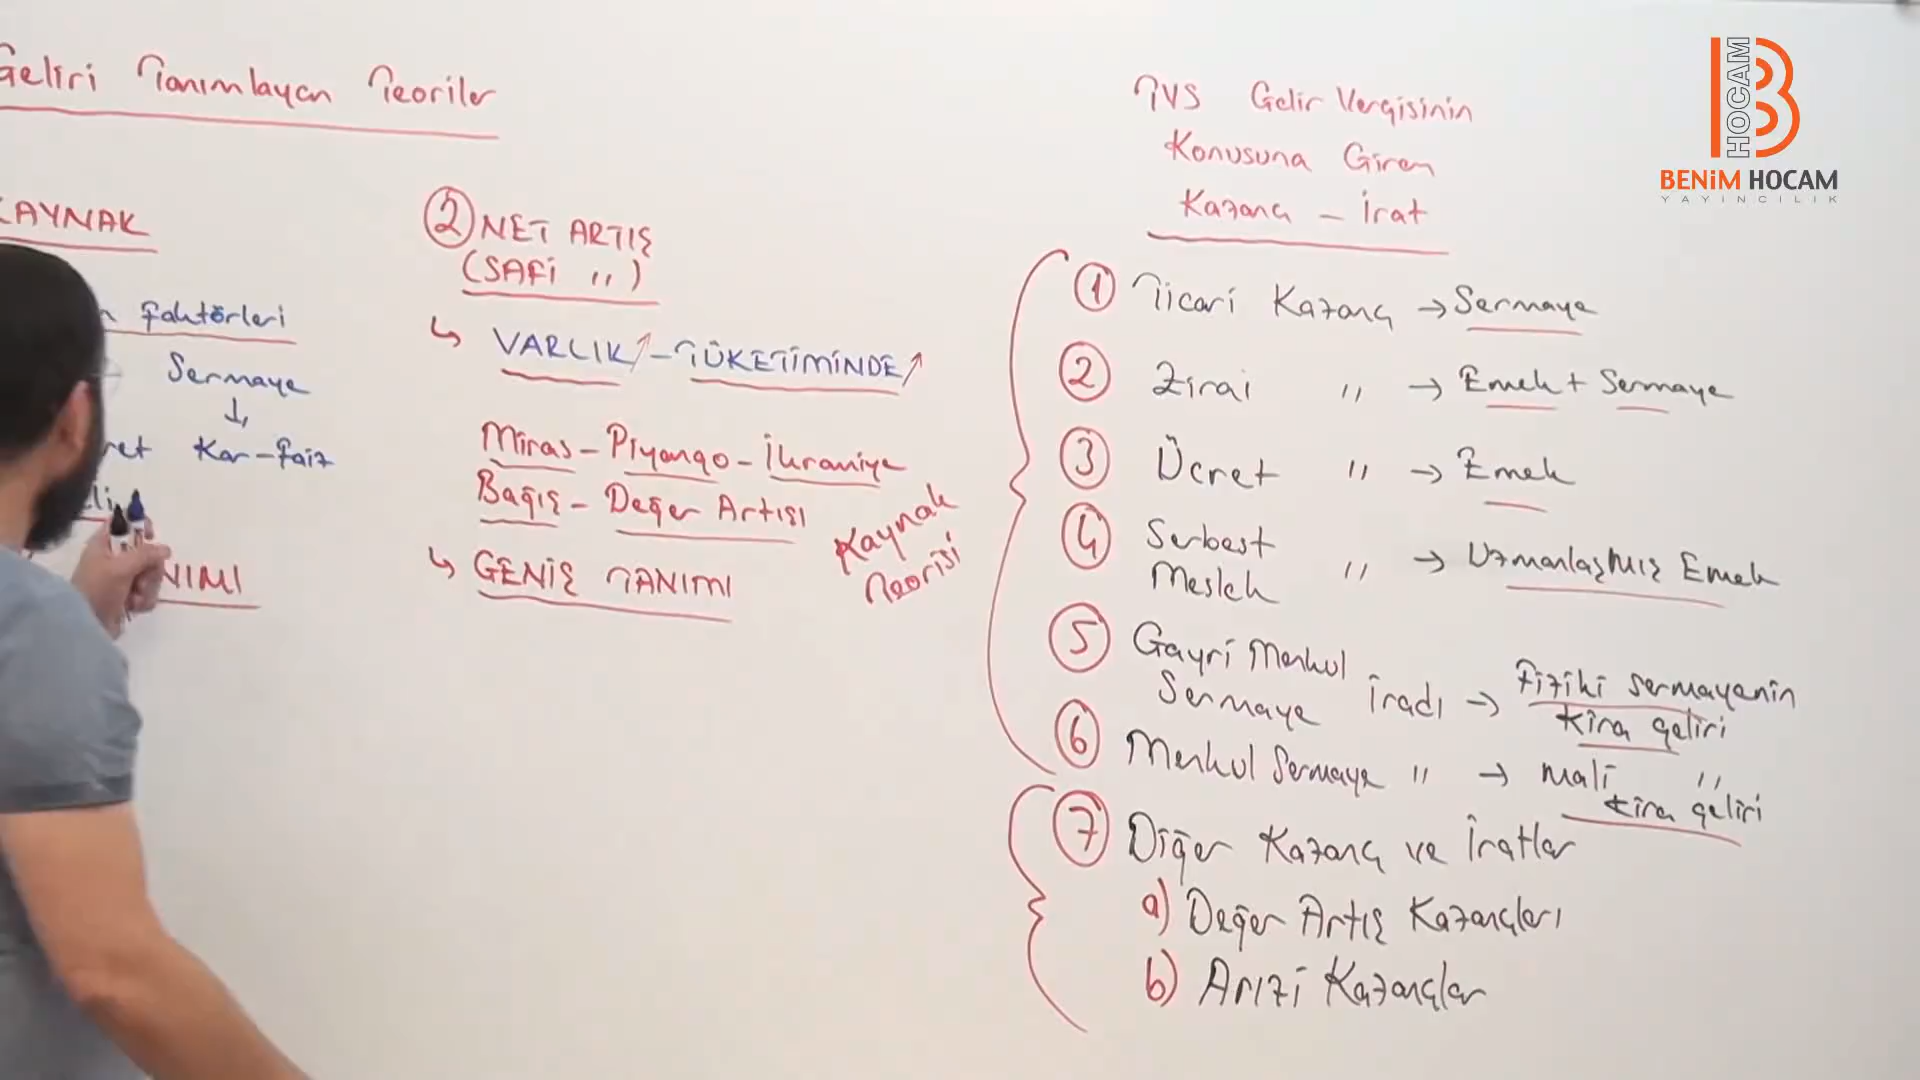 Geliri Tanımlayan Teoriler
KAYNAK
faktörleri
Sermaye
↓
Kar-faiz
② NET ARTIŞ
(SAFİ ")
↳ VARLIK↑-TÜKETİMİNDE↑
Miras-Piyango-İkramiye
Bağış-Değer Artışı
↳ GENİŞ TANIMI
Kaynak
Teorisi
TVS Gelir Vergisinin
Konusuna Giren
Kazanç - İrat
① Ticari Kazanç → Sermaye
② Zirai " → Emek + Sermaye
③ Ücret " → Emek
④ Serbest
Meslek " → Uzmanlaşmış Emek
⑤ Gayri Menkul
Sermaye İradı → Fiziki sermayenin
Kira geliri
⑥ Menkul Sermaye " → Mali "
Kira geliri
⑦ Diğer Kazanç ve İratlar
a) Değer Artış Kazançları
b) Arızi Kazançlar
B HOCAM
BENiM HOCAM
YAYINCILIK